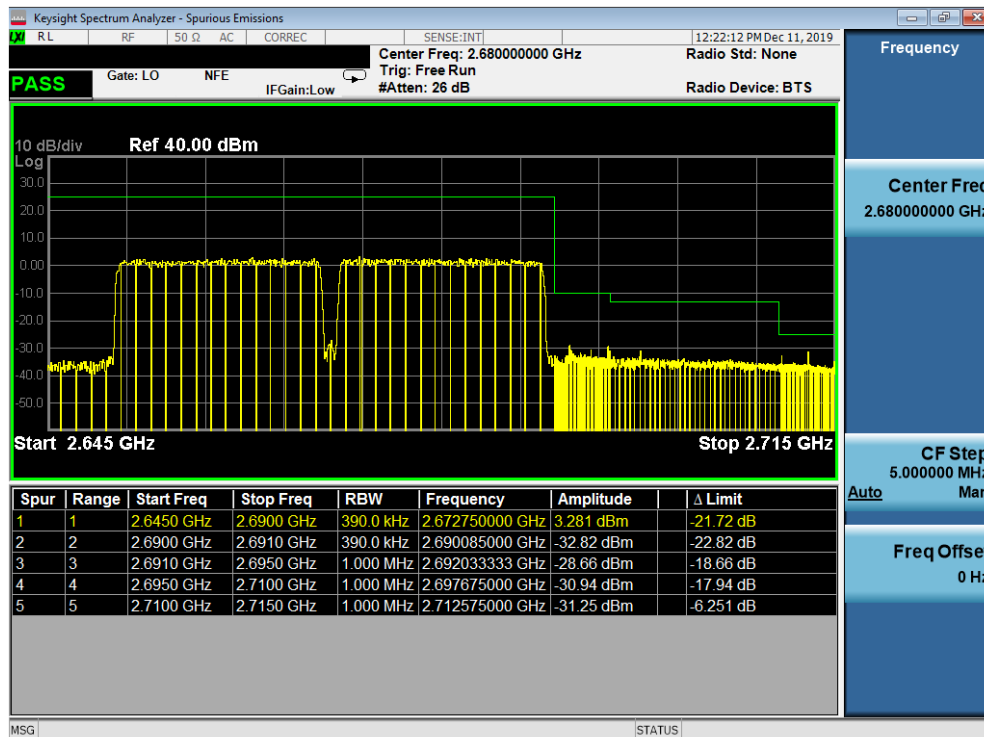 Keysight Spectrum Analyzer - Spurious Emissions
LXI RL RF 50 Ω AC CORREC SENSE:INT 12:22:12 PM Dec 11, 2019
Center Freq: 2.680000000 GHz Radio Std: None
PASS Gate: LO NFE Trig: Free Run
IFGain:Low #Atten: 26 dB Radio Device: BTS
10 dB/div Ref 40.00 dBm
Log
30.0
20.0
10.0
0.00
-10.0
-20.0
-30.0
-40.0
-50.0
Start 2.645 GHz Stop 2.715 GHz
Spur Range Start Freq Stop Freq RBW Frequency Amplitude Δ Limit
1 1 2.6450 GHz 2.6900 GHz 390.0 kHz 2.672750000 GHz 3.281 dBm -21.72 dB
2 2 2.6900 GHz 2.6910 GHz 390.0 kHz 2.690085000 GHz -32.82 dBm -22.82 dB
3 3 2.6910 GHz 2.6950 GHz 1.000 MHz 2.692033333 GHz -28.66 dBm -18.66 dB
4 4 2.6950 GHz 2.7100 GHz 1.000 MHz 2.697675000 GHz -30.94 dBm -17.94 dB
5 5 2.7100 GHz 2.7150 GHz 1.000 MHz 2.712575000 GHz -31.25 dBm -6.251 dB
Frequency
Center Freq
2.680000000 GHz
CF Step
5.000000 MHz
Auto Man
Freq Offset
0 Hz
MSG STATUS